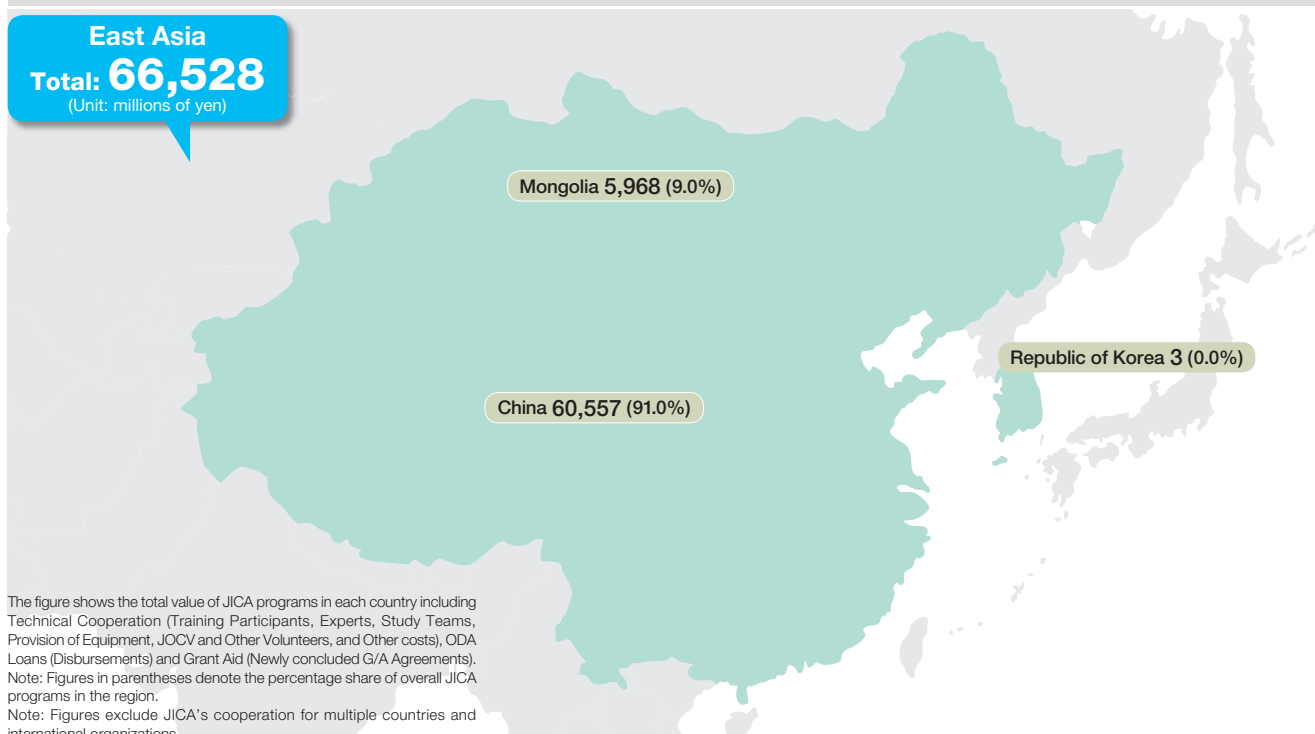 East Asia
Total: 66,528
(Unit: millions of yen)
Mongolia 5,968 (9.0%)
Republic of Korea 3 (0.0%)
China 60,557 (91.0%)
The figure shows the total value of JICA programs in each country including
Technical Cooperation (Training Participants, Experts, Study Teams,
Provision of Equipment, JOCV and Other Volunteers, and Other costs), ODA
Loans (Disbursements) and Grant Aid (Newly concluded G/A Agreements).
Note: Figures in parentheses denote the percentage share of overall JICA
programs in the region.
Note: Figures exclude JICA's cooperation for multiple countries and
international organizations.